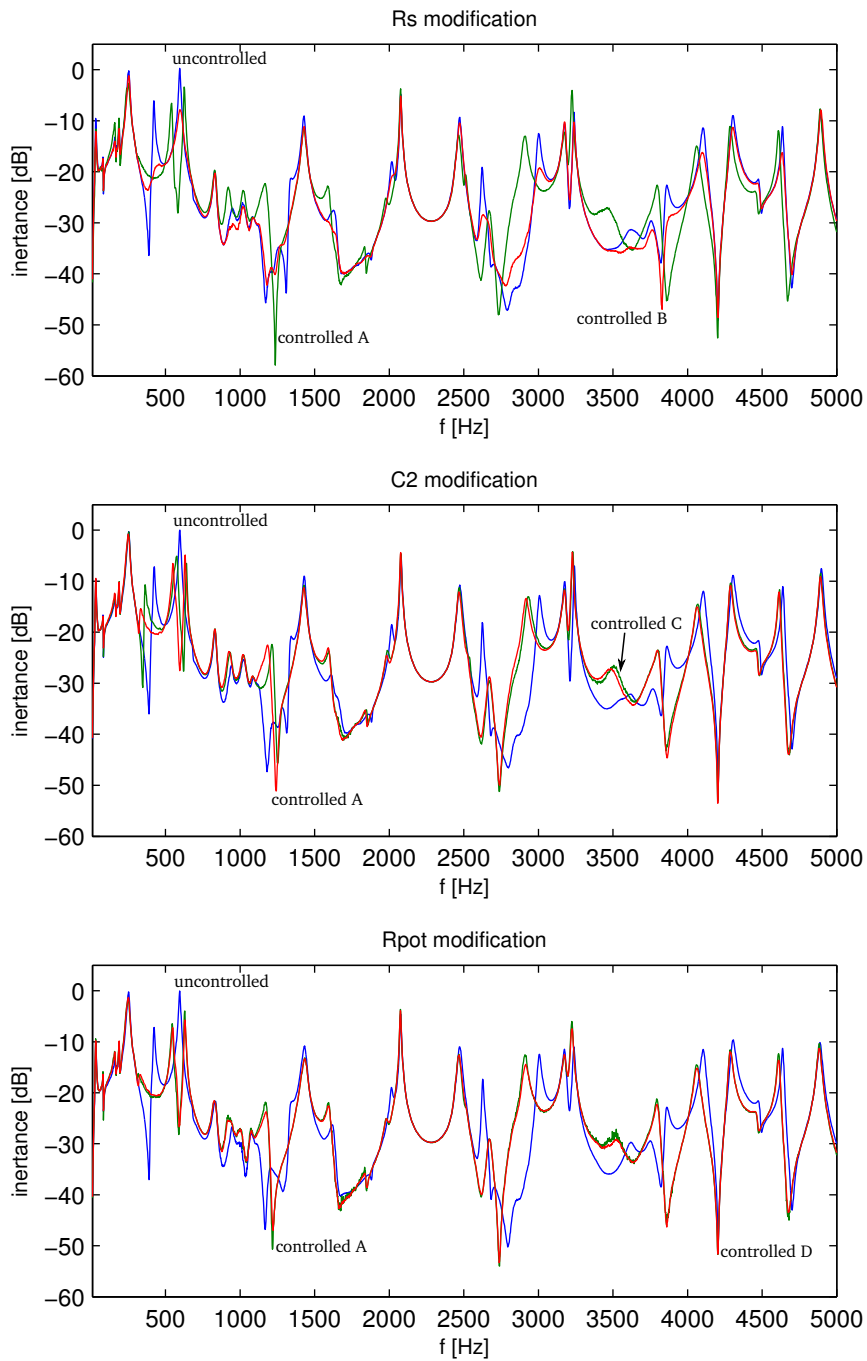 Rs modification
uncontrolled
0
−10
−20
−30
−40
−50
−60
inertance [dB]
controlled A
controlled B
500 1000 1500 2000 2500 3000 3500 4000 4500 5000
f [Hz]
C2 modification
uncontrolled
0
−10
−20
−30
−40
−50
−60
inertance [dB]
controlled C
controlled A
500 1000 1500 2000 2500 3000 3500 4000 4500 5000
f [Hz]
Rpot modification
uncontrolled
0
−10
−20
−30
−40
−50
−60
inertance [dB]
controlled A
controlled D
500 1000 1500 2000 2500 3000 3500 4000 4500 5000
f [Hz]